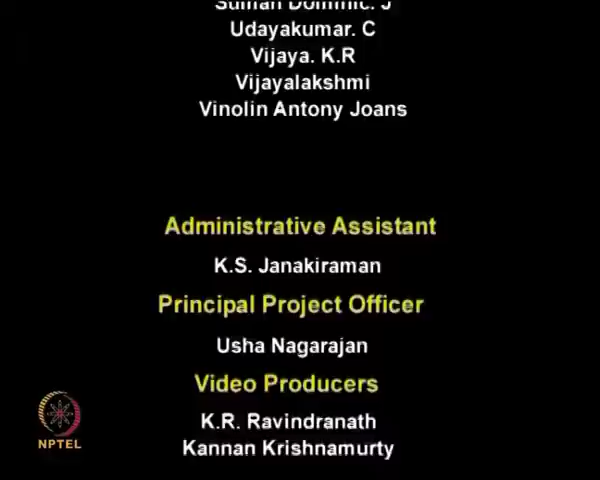 Udayakumar. C
Vijaya. K.R
Vijayalakshmi
Vinolin Antony Joans
Administrative Assistant
K.S. Janakiraman
Principal Project Officer
Usha Nagarajan
Video Producers
K.R. Ravindranath
Kannan Krishnamurty
NPTEL